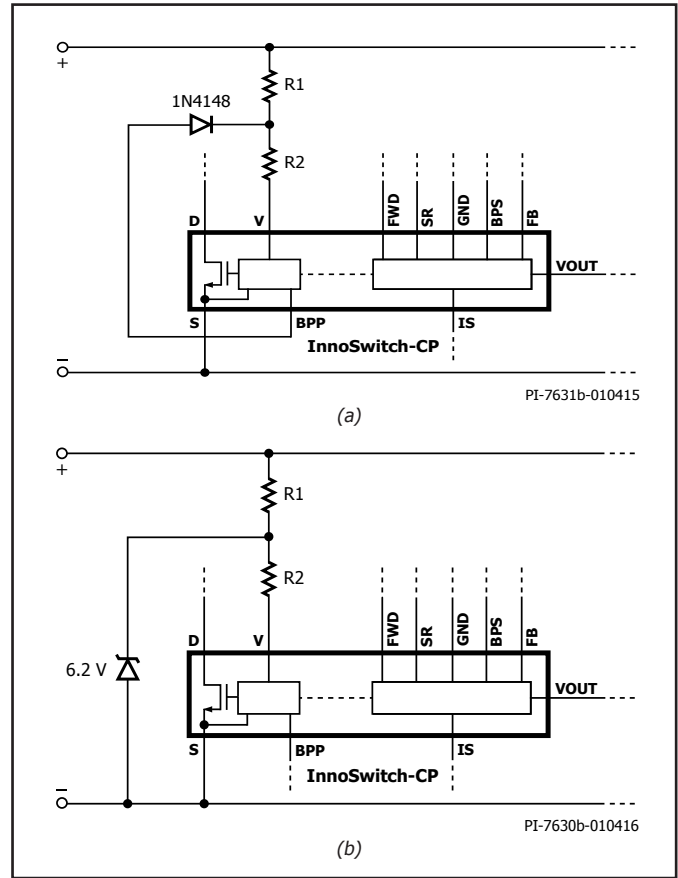 +
R1
1N4148
R2
D
V
FWD
SR
GND
BPS
FB
VOUT
S
BPP
IS
InnoSwitch-CP
−
PI-7631b-010415
(a)
+
R1
R2
D
V
FWD
SR
GND
BPS
FB
6.2 V
VOUT
S
BPP
IS
InnoSwitch-CP
−
PI-7630b-010416
(b)